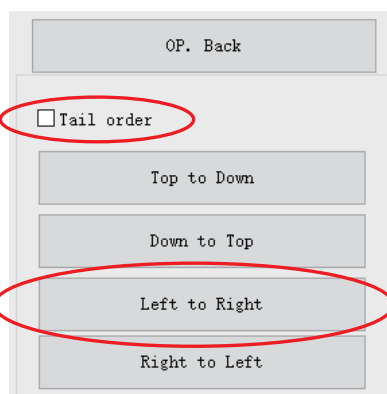 OP. Back
Tail order
Top to Down
Down to Top
Left to Right
Right to Left